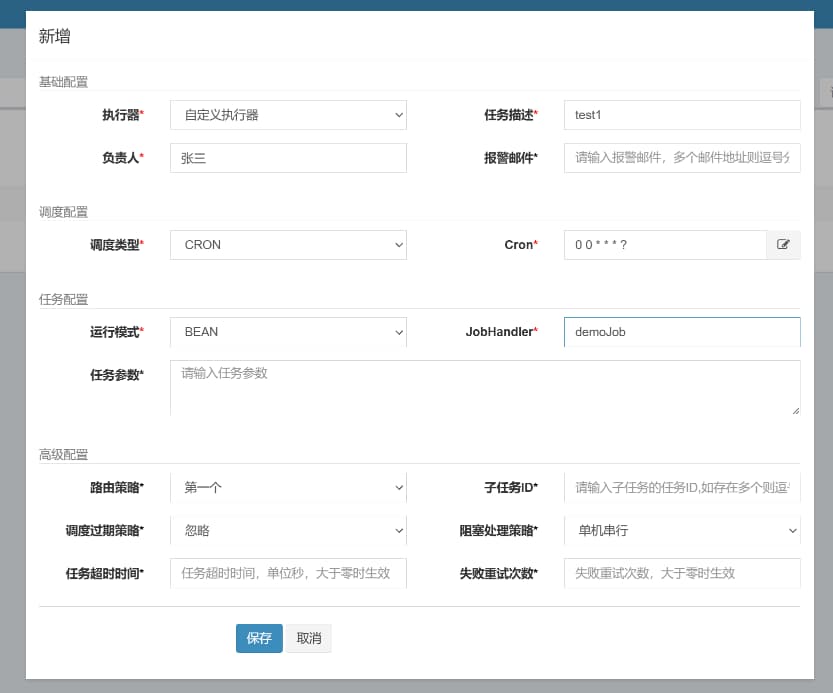 新增
基础配置
执行器* 自定义执行器 任务描述* test1
负责人* 张三 报警邮件* 请输入报警邮件，多个邮件地址则逗号分
调度配置
调度类型* CRON Cron* 0 0 * * * ?
任务配置
运行模式* BEAN JobHandler* demoJob
任务参数* 请输入任务参数
高级配置
路由策略* 第一个 子任务ID* 请输入子任务的任务ID,如存在多个则逗
调度过期策略* 忽略 阻塞处理策略* 单机串行
任务超时时间* 任务超时时间，单位秒，大于零时生效 失败重试次数* 失败重试次数，大于零时生效
保存 取消